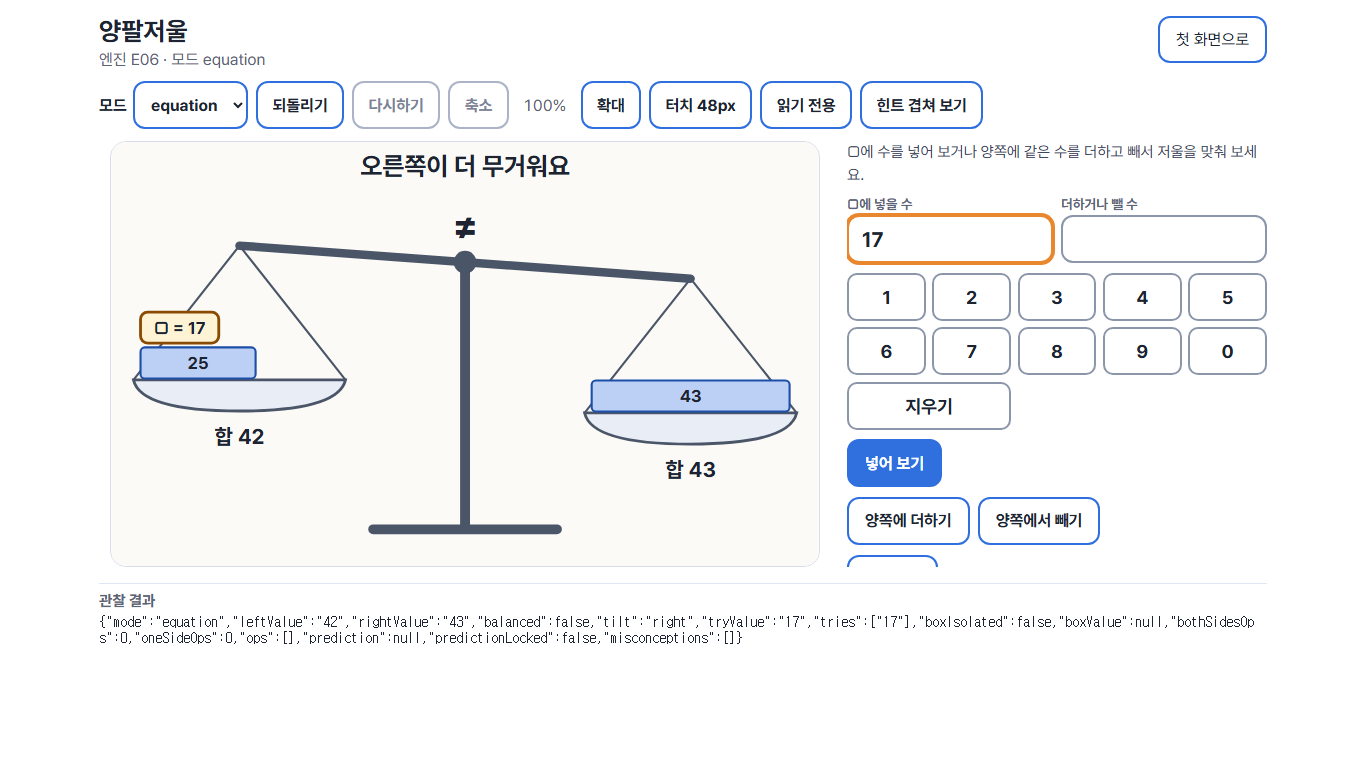 양팔저울
엔진 E06 · 모드 equation
첫 화면으로
모드 equation 되돌리기 다시하기 축소 100% 확대 터치 48px 읽기 전용 힌트 겹쳐 보기
오른쪽이 더 무거워요
≠
▢ = 17
25
합 42
43
합 43
▢에 수를 넣어 보거나 양쪽에 같은 수를 더하고 빼서 저울을 맞춰 보세
요.
▢에 넣을 수 더하거나 뺄 수
17
1 2 3 4 5
6 7 8 9 0
지우기
넣어 보기
양쪽에 더하기 양쪽에서 빼기
관찰 결과
{"mode":"equation","leftValue":"42","rightValue":"43","balanced":false,"tilt":"right","tryValue":"17","tries":["17"],"boxIsolated":false,"boxValue":null,"bothSidesOp
s":0,"oneSideOps":0,"ops":[],"prediction":null,"predictionLocked":false,"misconceptions":[]}